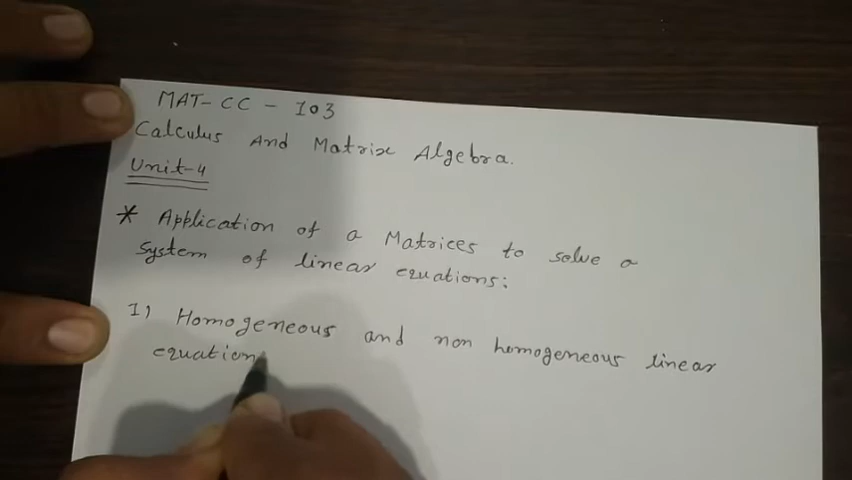 MAT-CC-103
Calculus And Matrix Algebra.
Unit-4
* Application of a Matrices to solve a
system of linear equations:
1) Homogeneous and non homogeneous linear
equation